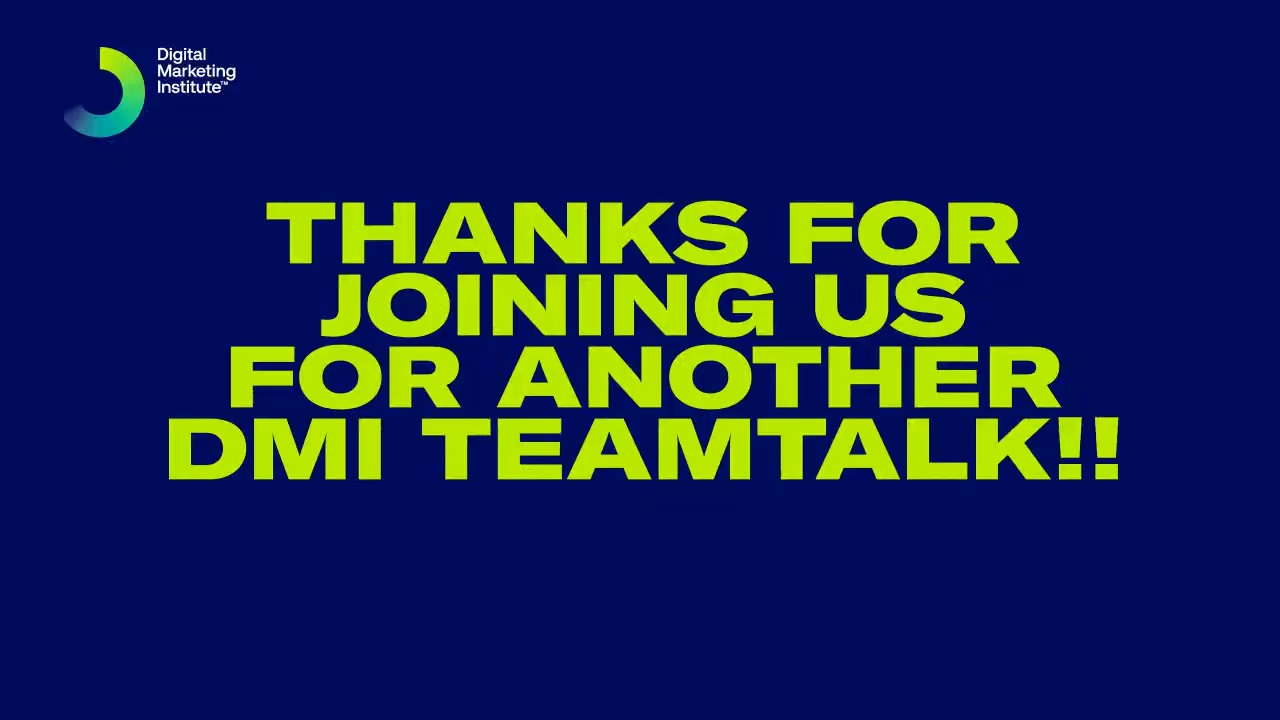 Digital
Marketing
Institute™
THANKS FOR
JOINING US
FOR ANOTHER
DMI TEAMTALK!!